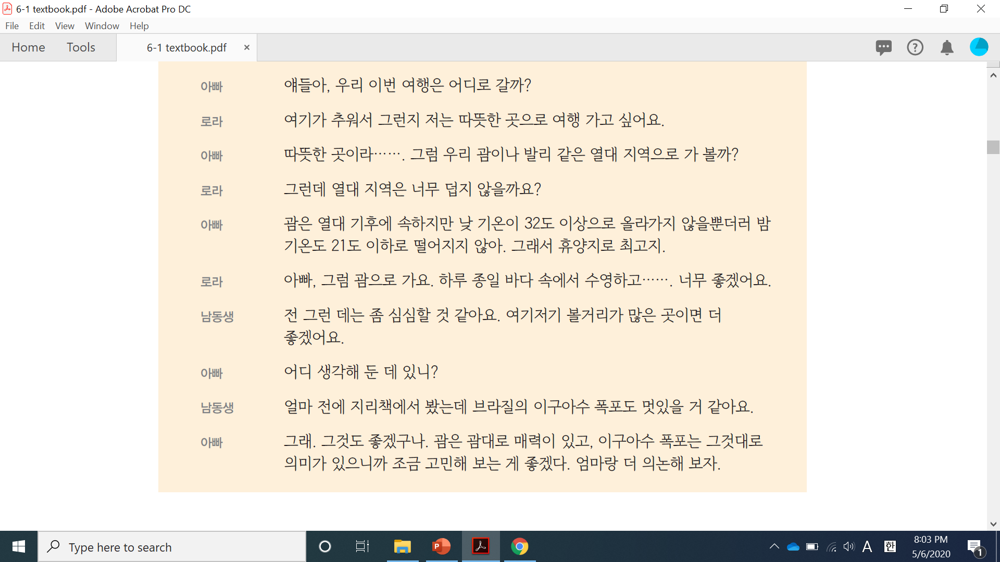 6-1 textbook.pdf - Adobe Acrobat Pro DC
File Edit View Window Help
Home Tools 6-1 textbook.pdf ×
아빠 얘들아, 우리 이번 여행은 어디로 갈까?
로라 여기가 추워서 그런지 저는 따뜻한 곳으로 여행 가고 싶어요.
아빠 따뜻한 곳이라……. 그럼 우리 괌이나 발리 같은 열대 지역으로 가 볼까?
로라 그런데 열대 지역은 너무 덥지 않을까요?
아빠 괌은 열대 기후에 속하지만 낮 기온이 32도 이상으로 올라가지 않을뿐더러 밤
기온도 21도 이하로 떨어지지 않아. 그래서 휴양지로 최고지.
로라 아빠, 그럼 괌으로 가요. 하루 종일 바다 속에서 수영하고……. 너무 좋겠어요.
남동생 전 그런 데는 좀 심심할 것 같아요. 여기저기 볼거리가 많은 곳이면 더
좋겠어요.
아빠 어디 생각해 둔 데 있니?
남동생 얼마 전에 지리책에서 봤는데 브라질의 이구아수 폭포도 멋있을 거 같아요.
아빠 그래. 그것도 좋겠구나. 괌은 괌대로 매력이 있고, 이구아수 폭포는 그것대로
의미가 있으니까 조금 고민해 보는 게 좋겠다. 엄마랑 더 의논해 보자.
Type here to search
P
A 한
8:03 PM
5/6/2020
1